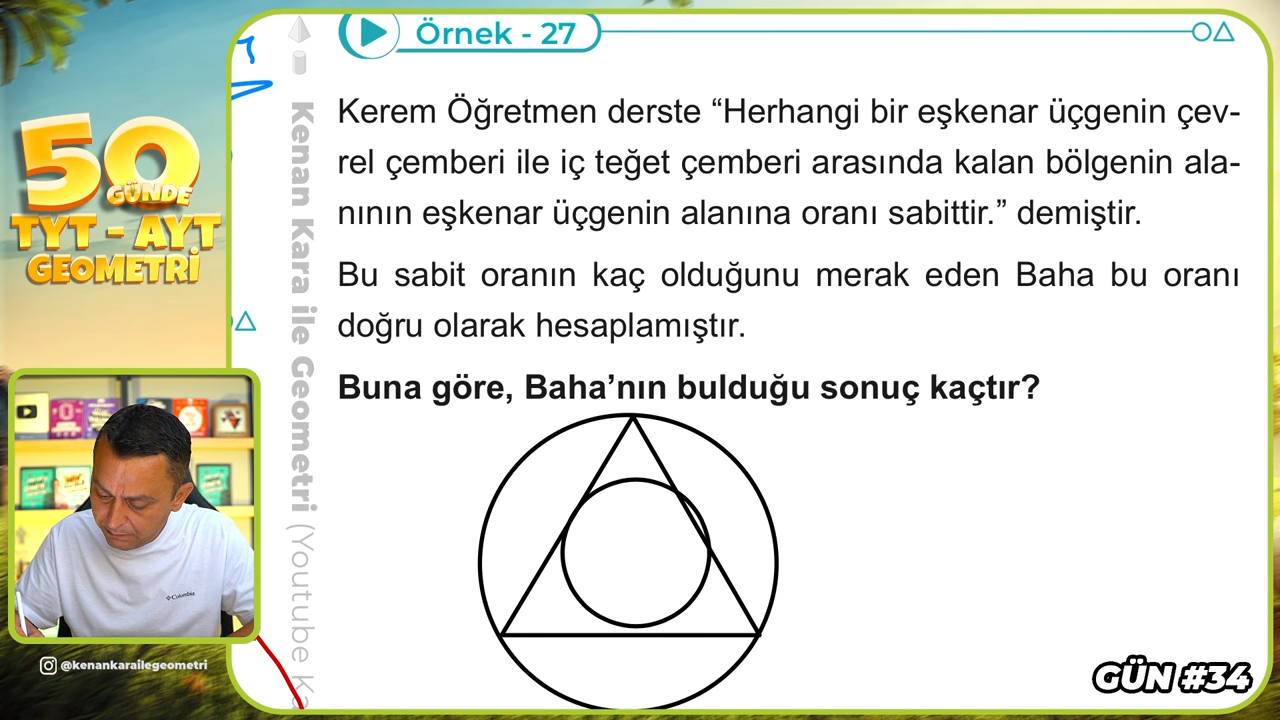 Örnek - 27
50
GÜNDE
TYT - AYT
GEOMETRİ
Kenan Kara ile Geometri (Youtube Ka
Kerem Öğretmen derste “Herhangi bir eşkenar üçgenin çev-
rel çemberi ile iç teğet çemberi arasında kalan bölgenin ala-
nının eşkenar üçgenin alanına oranı sabittir.” demiştir.
Bu sabit oranın kaç olduğunu merak eden Baha bu oranı
doğru olarak hesaplamıştır.
Buna göre, Baha’nın bulduğu sonuç kaçtır?
Columbia
@kenankarailegeometri
GÜN #34